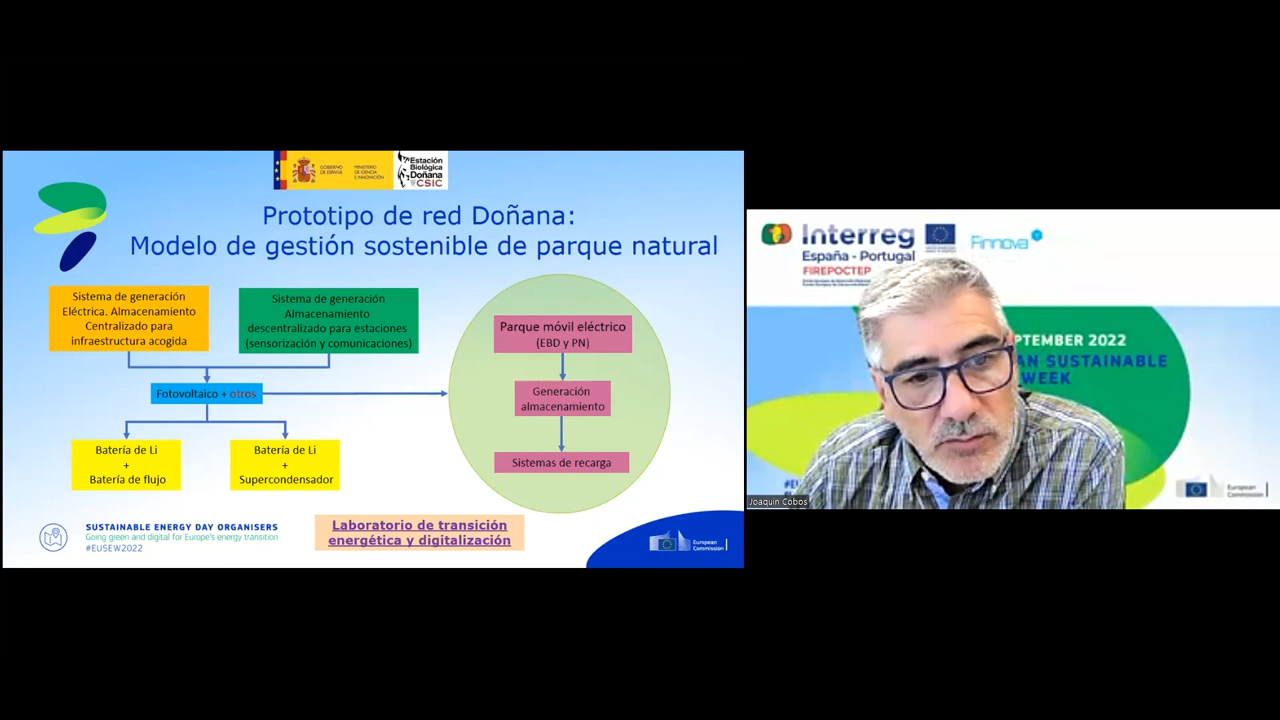 GOBIERNO
DE ESPAÑA
MINISTERIO
DE CIENCIA
E INNOVACIÓN
Estación
Biológica
Doñana
CSIC
Prototipo de red Doñana:
Modelo de gestión sostenible de parque natural
Sistema de generación
Eléctrica. Almacenamiento
Centralizado para
infraestructura acogida
Sistema de generación
Almacenamiento
descentralizado para estaciones
(sensorización y comunicaciones)
Fotovoltaico + otros
Batería de Li
+
Batería de flujo
Batería de Li
+
Supercondensador
Parque móvil eléctrico
(EBD y PN)
Generación
almacenamiento
Sistemas de recarga
SUSTAINABLE ENERGY DAY ORGANISERS
Going green and digital for Europe's energy transition
#EUSEW2022
Laboratorio de transición
energética y digitalización
European
Commission
Interreg
España - Portugal
FIREPOCTEP
Finnova
PTEMBER 2022
AN SUSTAINABLE
WEEK
#EU
European
Commission
Joaquín Cobos